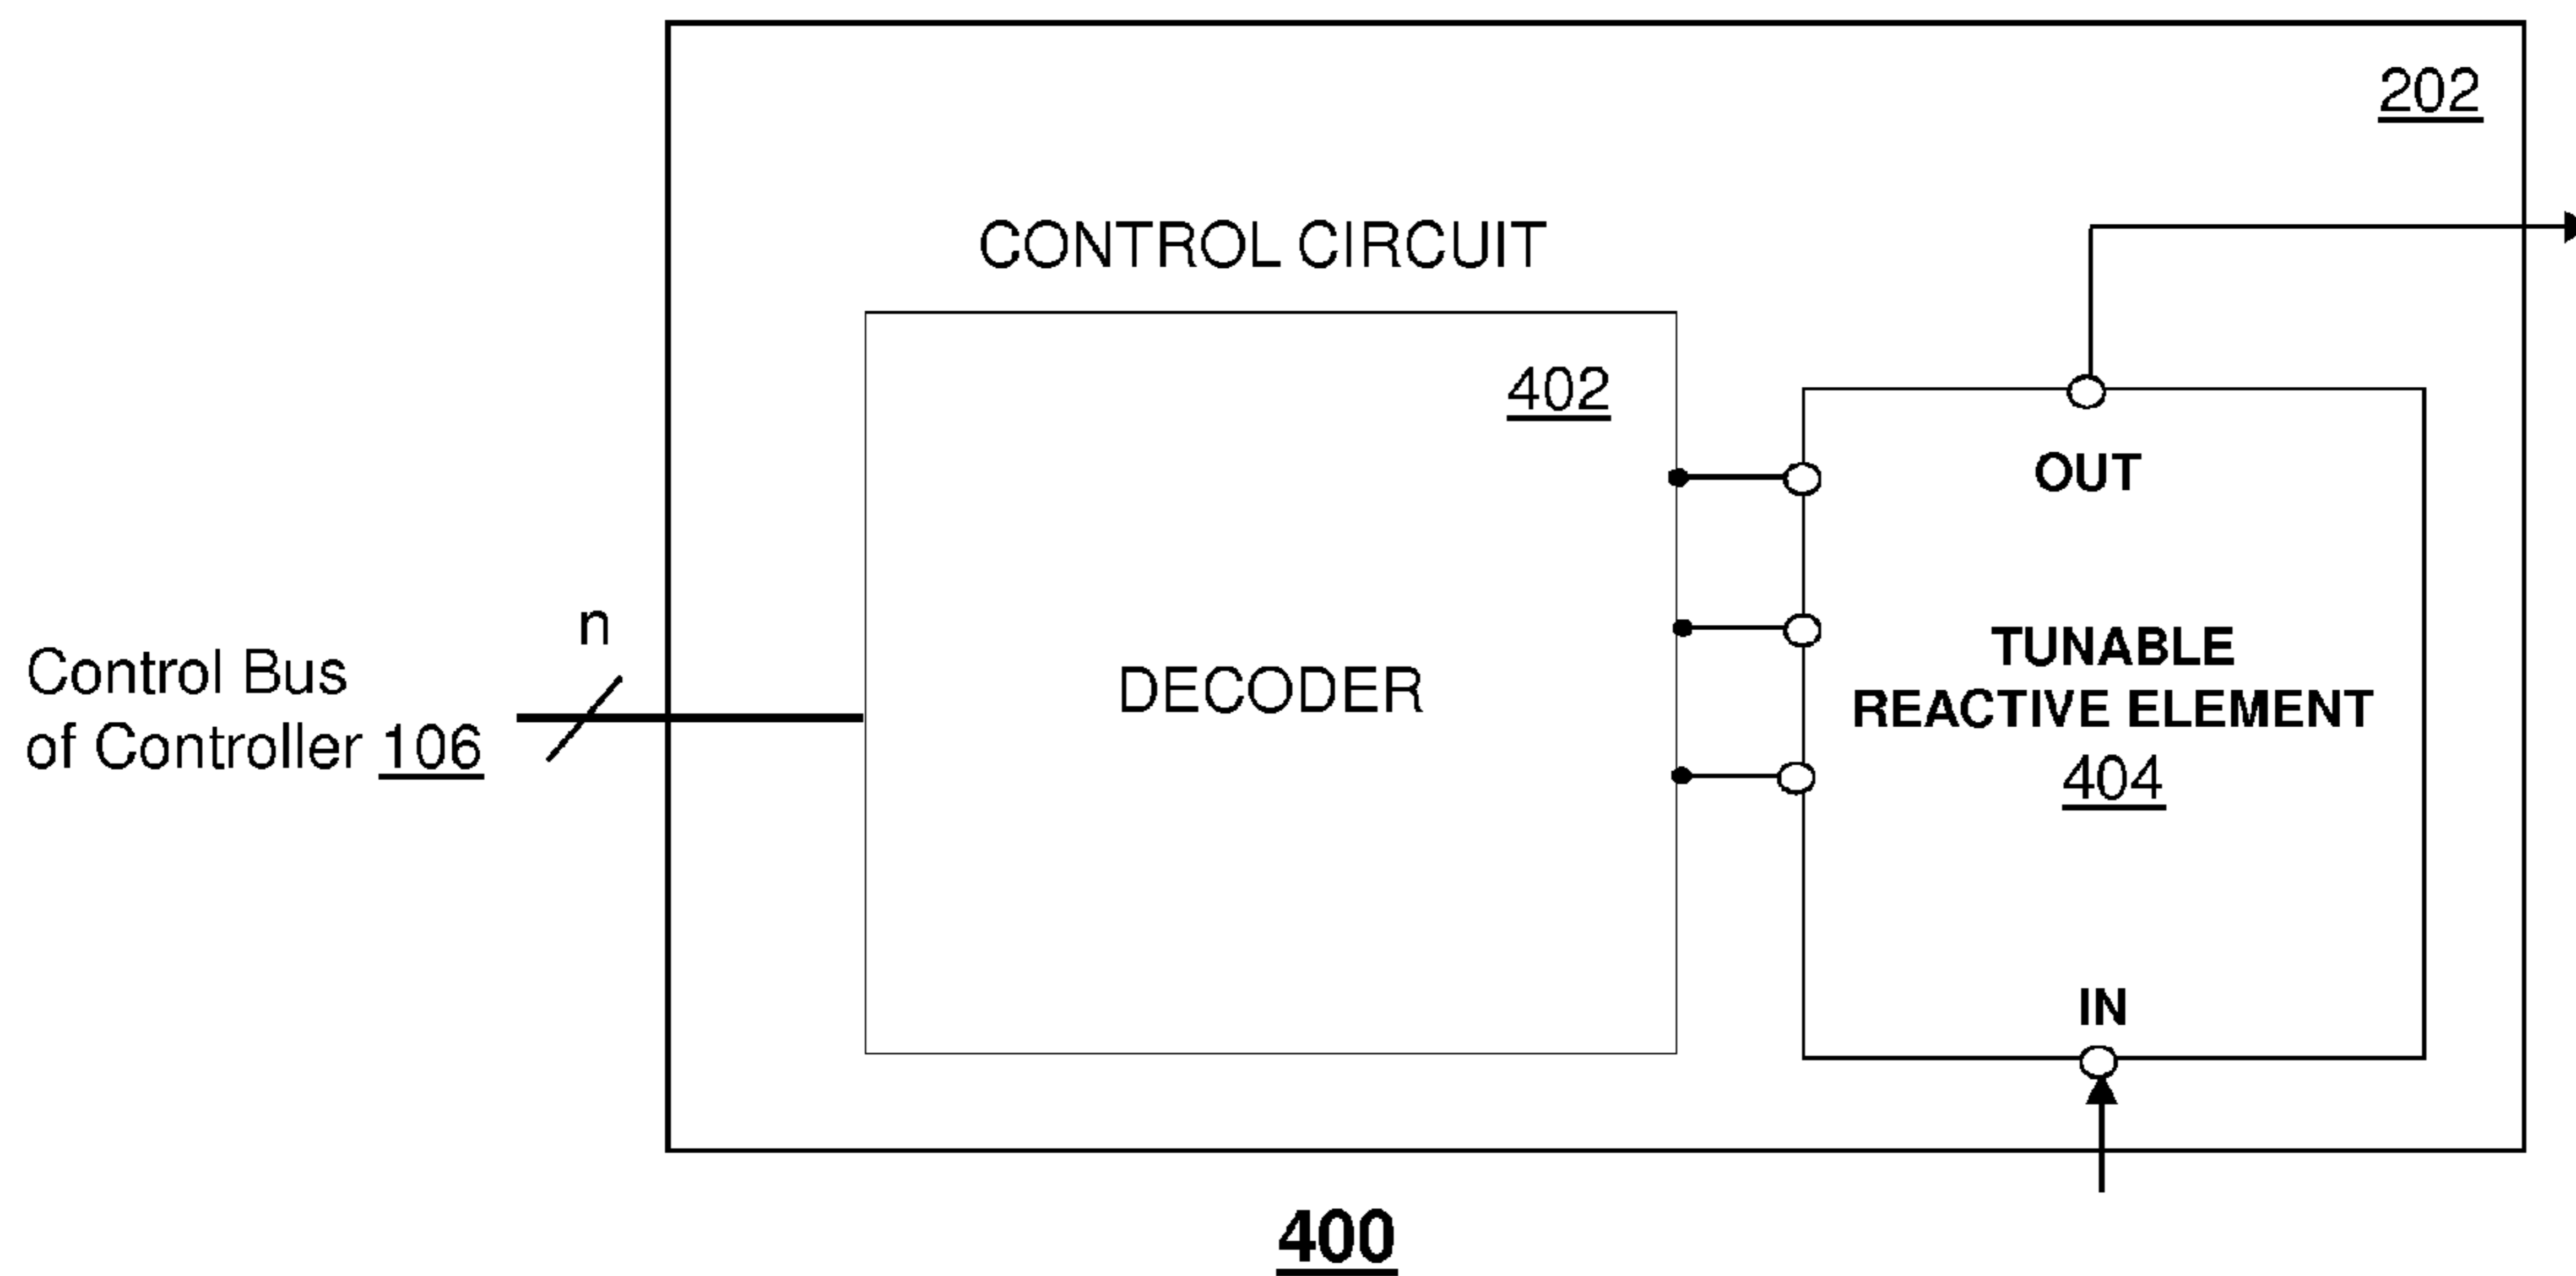 202
CONTROL CIRCUIT
402
OUT
n
Control Bus
of Controller 106
DECODER
TUNABLE
REACTIVE ELEMENT
404
IN
400